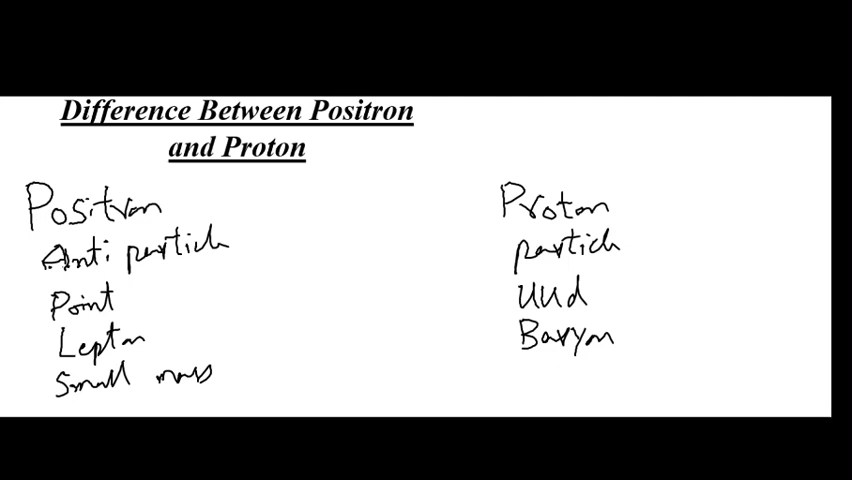 Difference Between Positron
and Proton
Positron
Anti particle
Point
Lepton
Small mass
Proton
particle
uud
Baryon